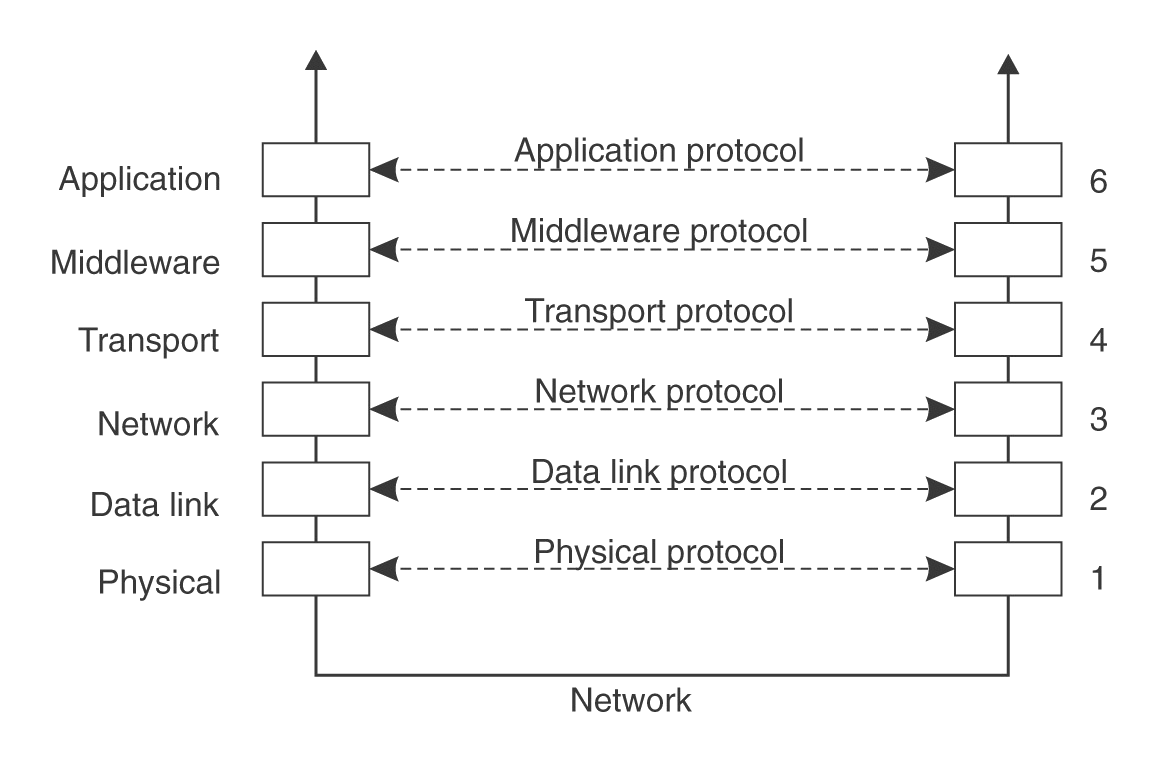 Application
Application protocol
6
Middleware
Middleware protocol
5
Transport
Transport protocol
4
Network
Network protocol
3
Data link
Data link protocol
2
Physical
Physical protocol
1
Network